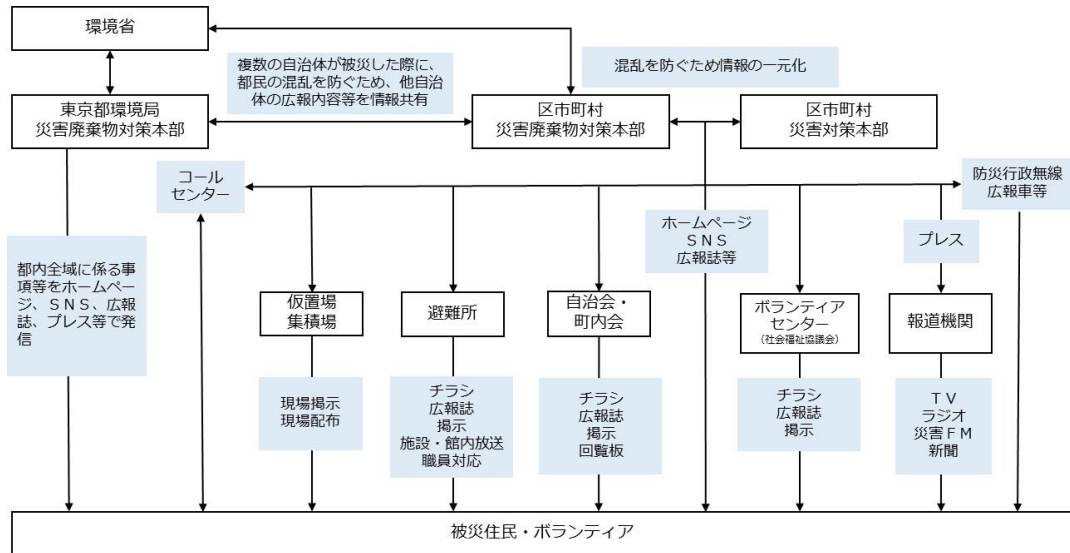 環境省
複数の自治体が被災した際に、
都民の混乱を防ぐため、他自治
体の広報内容等を情報共有
混乱を防ぐため情報の一元化
東京都環境局
災害廃棄物対策本部
区市町村
災害廃棄物対策本部
区市町村
災害対策本部
コール
センター
防災行政無線
広報車等
ホームページ
ＳＮＳ
広報誌等
プレス
都内全域に係る事
項等をホームペー
ジ、ＳＮＳ、広報
誌、プレス等で発
信
仮置場
集積場
避難所
自治会・
町内会
ボランティア
センター
（社会福祉協議会）
報道機関
現場掲示
現場配布
チラシ
広報誌
掲示
施設・館内放送
職員対応
チラシ
広報誌
掲示
回覧板
チラシ
広報誌
掲示
ＴＶ
ラジオ
災害ＦＭ
新聞
被災住民・ボランティア